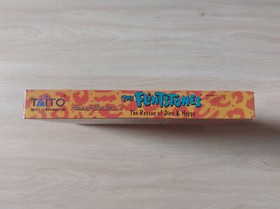 TAITO
THE FLINTSTONES
The Rescue of Dino & Hoppy